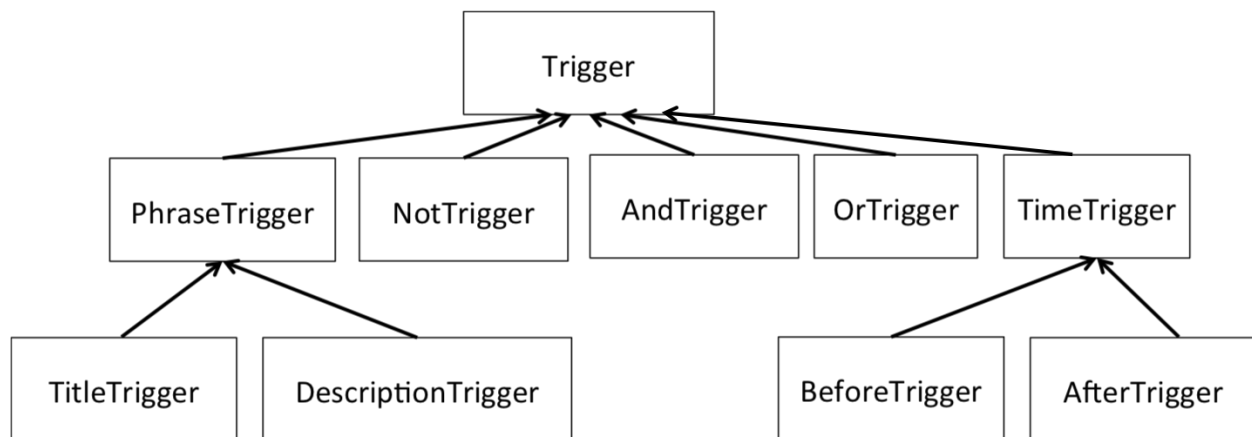 Trigger
PhraseTrigger
NotTrigger
AndTrigger
OrTrigger
TimeTrigger
TitleTrigger
DescriptionTrigger
BeforeTrigger
AfterTrigger